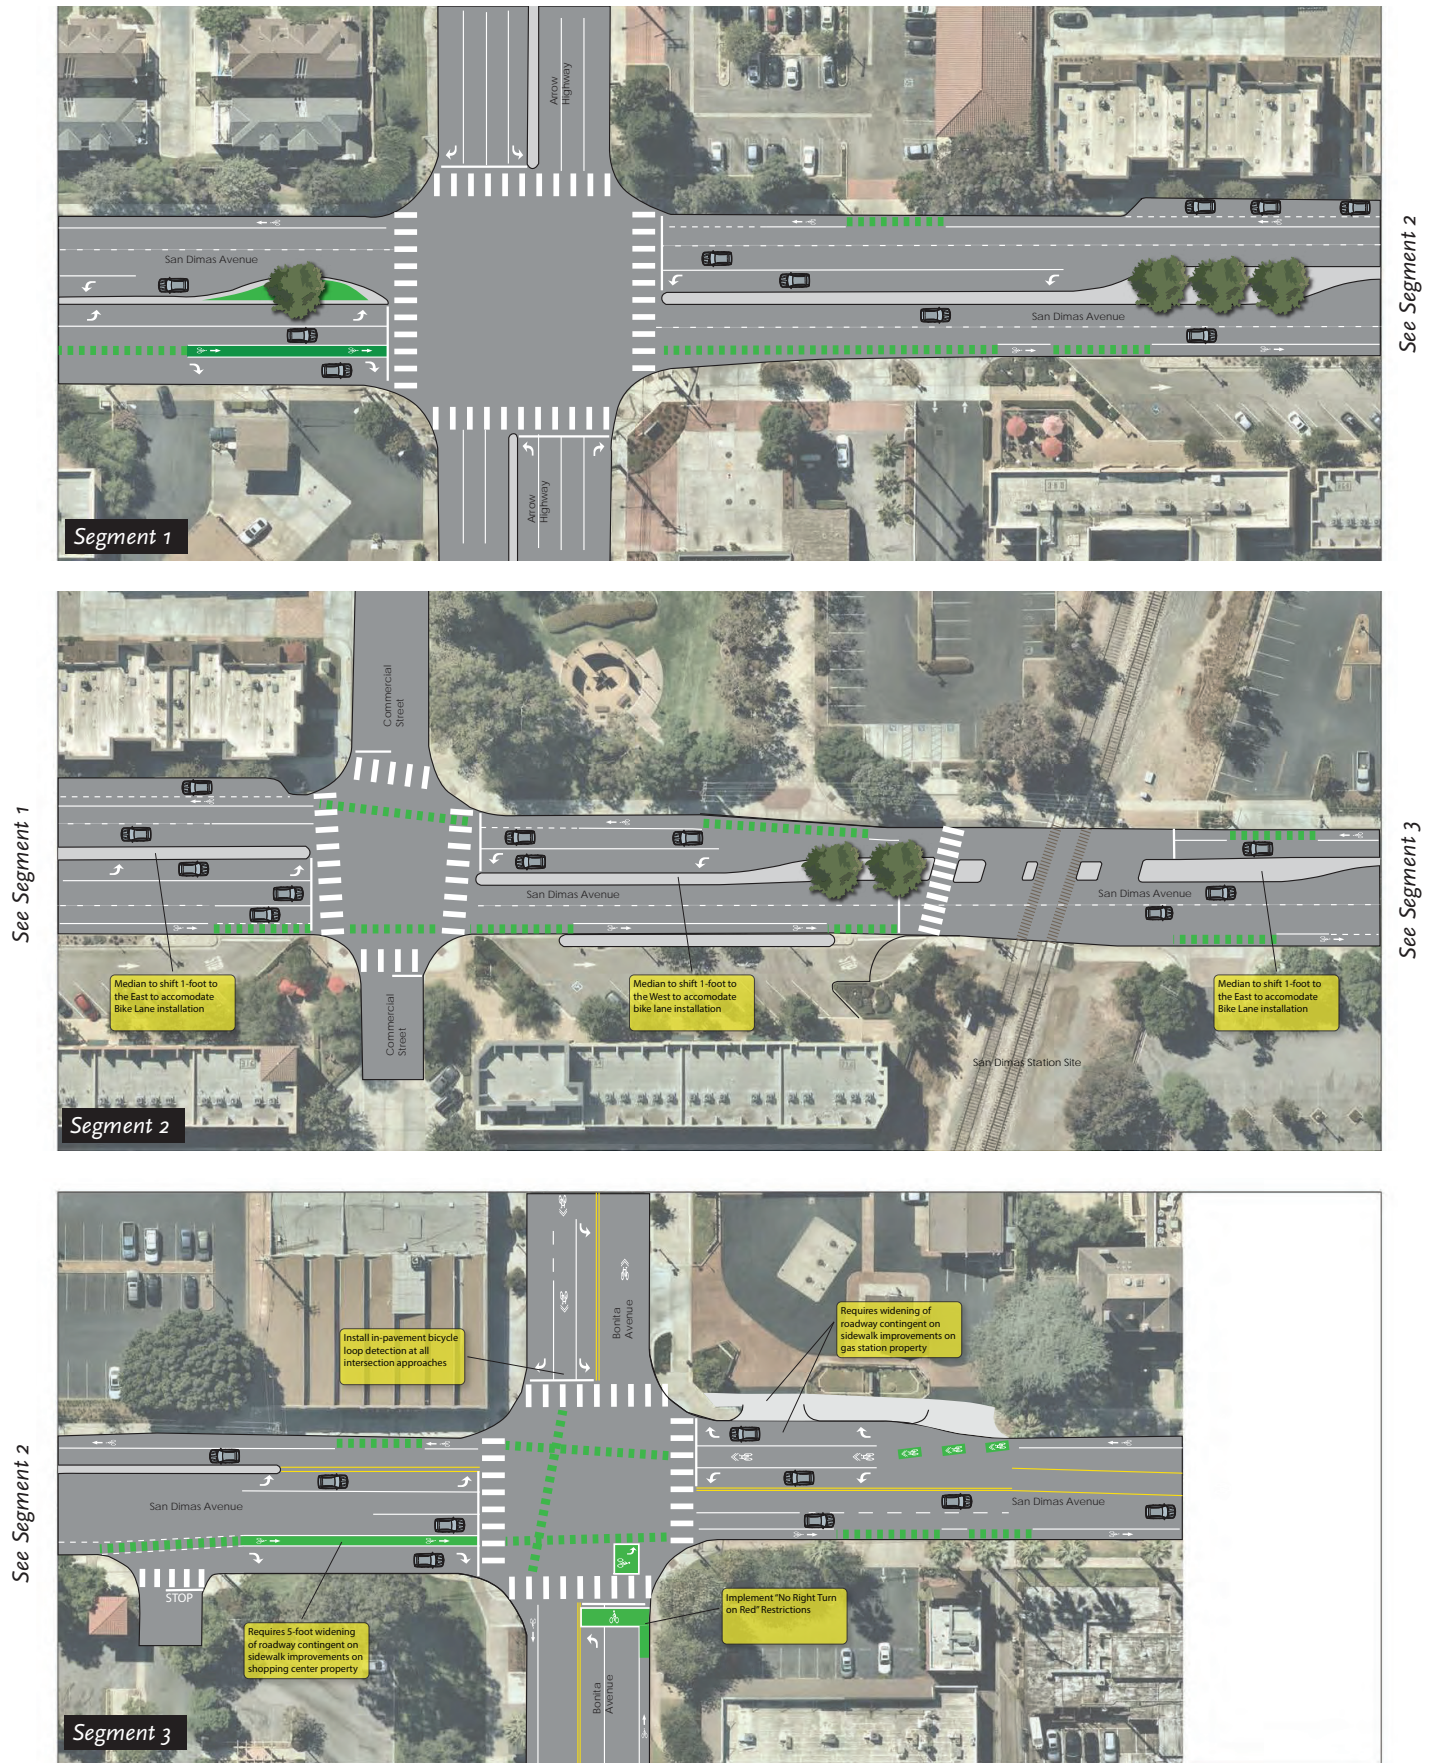 Arrow
Highway
San Dimas Avenue
San Dimas Avenue
Arrow
Highway
Segment 1
See Segment 2
Commercial
Street
See Segment 1
San Dimas Avenue
San Dimas Avenue
See Segment 3
Median to shift 1-foot to
the East to accomodate
Bike Lane installation
Median to shift 1-foot to
the West to accomodate
bike lane installation
Median to shift 1-foot to
the East to accomodate
Bike Lane installation
Commercial
Street
San Dimas Station Site
Segment 2
Bonita
Avenue
Install in-pavement bicycle
loop detection at all
intersection approaches
Requires widening of
roadway contingent on
sidewalk improvements on
gas station property
See Segment 2
San Dimas Avenue
San Dimas Avenue
STOP
Requires 5-foot widening
of roadway contingent on
sidewalk improvements on
shopping center property
Implement "No Right Turn
on Red" Restrictions
Bonita
Avenue
Segment 3